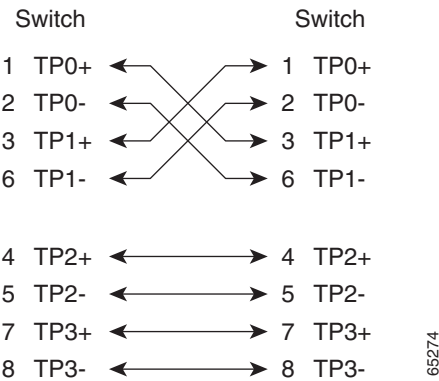 Switch Switch
1 TP0+ 1 TP0+
2 TP0- 2 TP0-
3 TP1+ 3 TP1+
6 TP1- 6 TP1-
4 TP2+ 4 TP2+
5 TP2- 5 TP2-
7 TP3+ 7 TP3+
8 TP3- 8 TP3-
65274